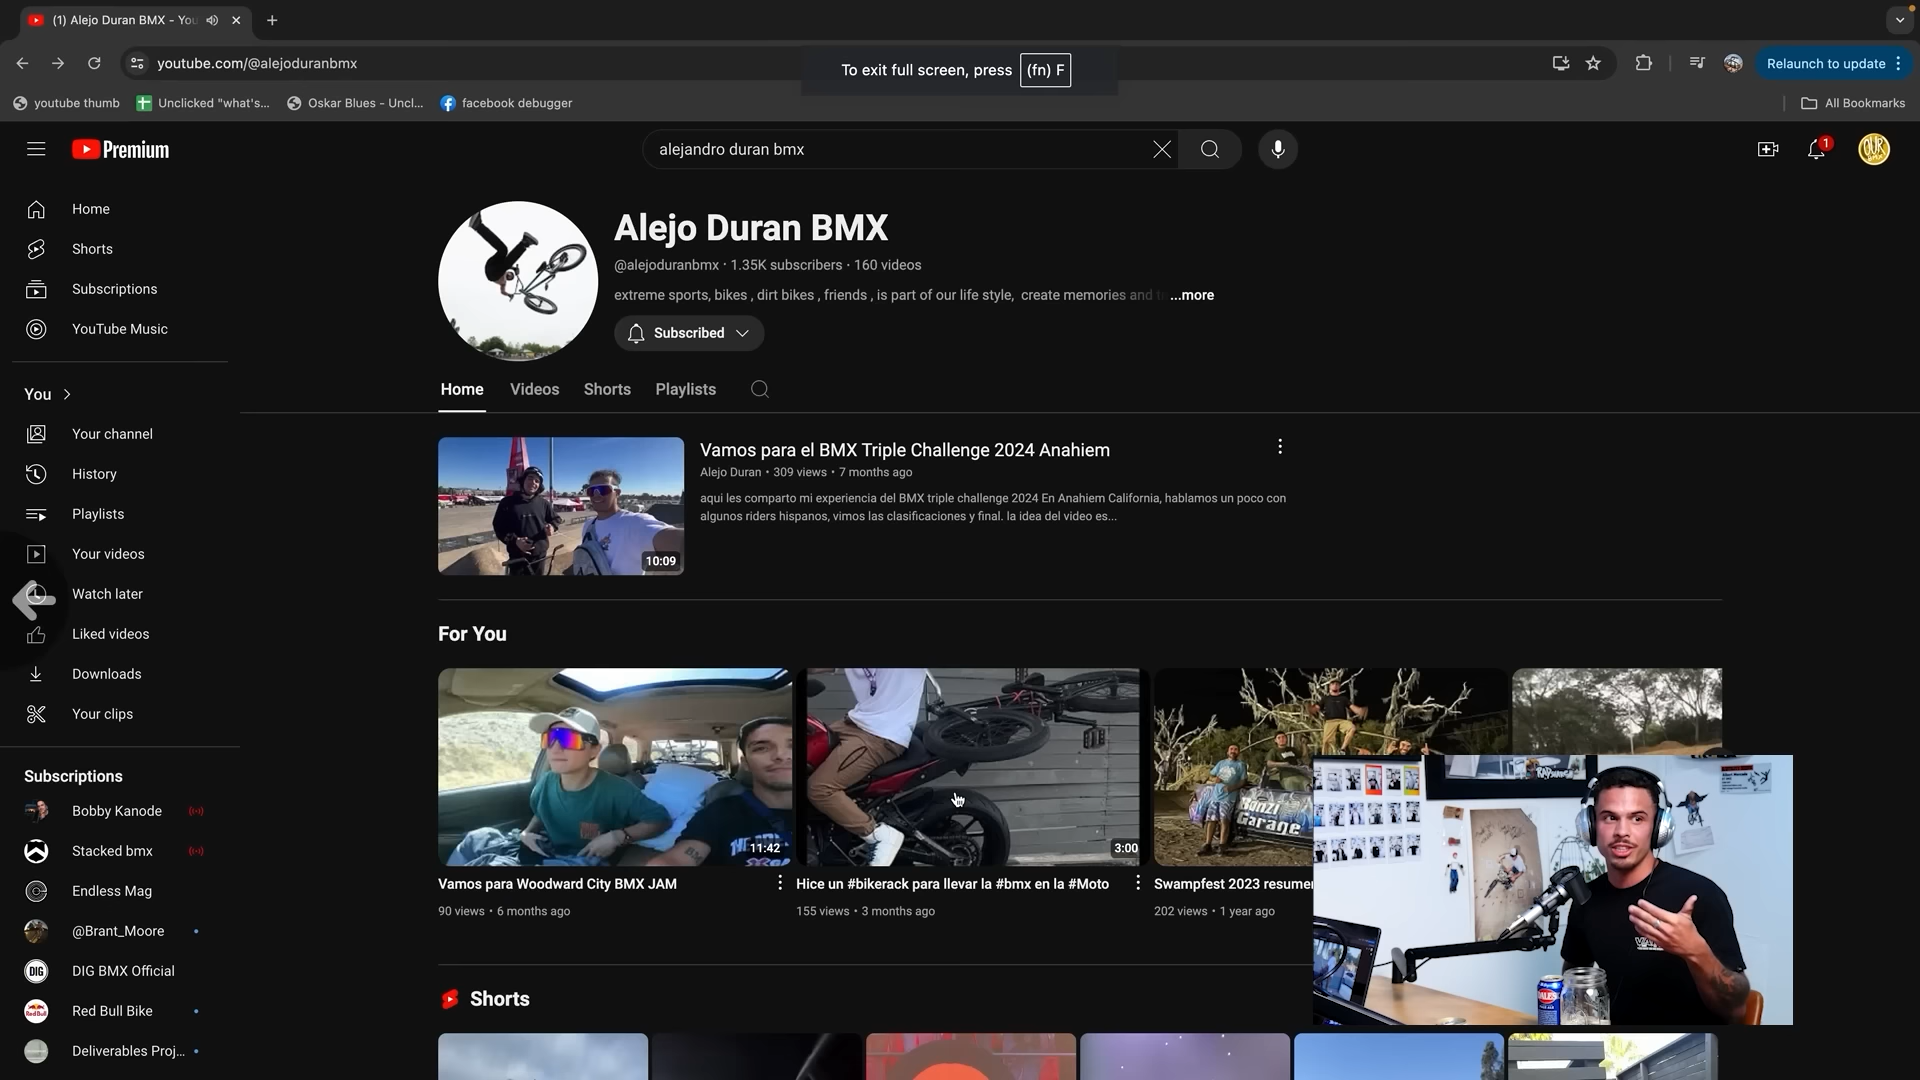 (1) Alejo Duran BMX - You
youtube.com/@alejoduranbmx
To exit full screen, press (fn) F
Relaunch to update
youtube thumb
Unclicked "what's...
Oskar Blues - Uncl...
facebook debugger
All Bookmarks
Premium
alejandro duran bmx
1
Home
Shorts
Subscriptions
YouTube Music
You
Your channel
History
Playlists
Your videos
Watch later
Liked videos
Downloads
Your clips
Subscriptions
Bobby Kanode
Stacked bmx
Endless Mag
@Brant_Moore
DIG BMX Official
Red Bull Bike
Deliverables Proj...
Alejo Duran BMX
@alejoduranbmx · 1.35K subscribers · 160 videos
extreme sports, bikes , dirt bikes , friends , is part of our life style, create memories and ...more
Subscribed
Home Videos Shorts Playlists
10:09
Vamos para el BMX Triple Challenge 2024 Anahiem
Alejo Duran • 309 views • 7 months ago
aqui les comparto mi experiencia del BMX triple challenge 2024 En Anahiem California, hablamos un poco con
algunos riders hispanos, vimos las clasificaciones y final. la idea del video es...
For You
11:42
Vamos para Woodward City BMX JAM
90 views • 6 months ago
3:00
Hice un #bikerack para llevar la #bmx en la #Moto
155 views • 3 months ago
Banzi
Garage
Swampfest 2023 resumen
202 views • 1 year ago
Shorts